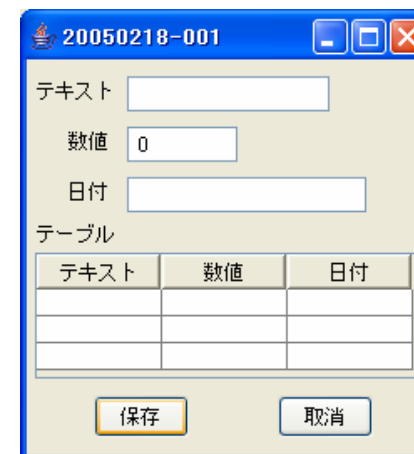 20050218-001
テキスト
数値 0
日付
テーブル
テキスト 数値 日付
保存 取消